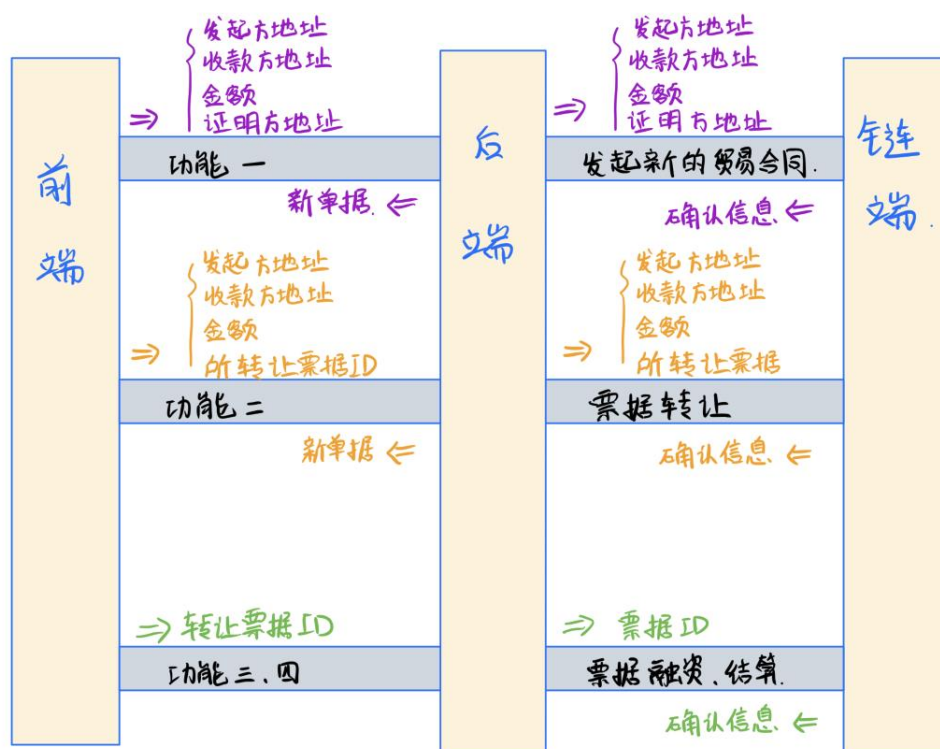 发起方地址
收款方地址
金额
⇒ 证明方地址
功能一
新单据. ⇐
发起方地址
收款方地址
金额
⇒ 所转让票据ID
功能二
新单据 ⇐
⇒ 转让票据ID
功能三、四
前端
后端
发起方地址
收款方地址
金额
⇒ 证明方地址
发起新的贸易合同.
确认信息 ⇐
发起方地址
收款方地址
金额
⇒ 所转让票据
票据转让
确认信息. ⇐
⇒ 票据ID
票据融资、结算.
确认信息. ⇐
链端.